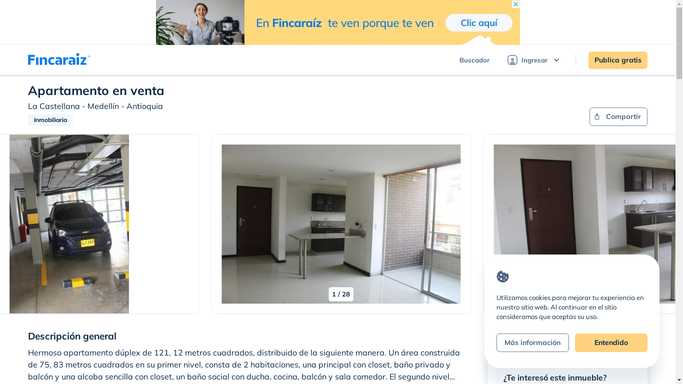 En Fincaraíz te ven porque te ven
Clic aquí
Fincaraíz
Buscador
Ingresar
Publica gratis
Apartamento en venta
La Castellana - Medellín - Antioquia
Inmobiliaria
Compartir
1 / 28
Descripción general
Hermoso apartamento dúplex de 121, 12 metros cuadrados, distribuido de la siguiente manera. Un área construida
de 75, 83 metros cuadrados en su primer nivel, consta de 2 habitaciones, una principal con closet, baño privado y
balcón y una alcoba sencilla con closet, un baño social con ducha, cocina, balcón y sala comedor. El segundo nivel...
Utilizamos cookies para mejorar tu experiencia en
nuestro sitio web. Al continuar en el sitio
consideramos que aceptas su uso.
Más información
Entendido
¿Te interesó este inmueble?